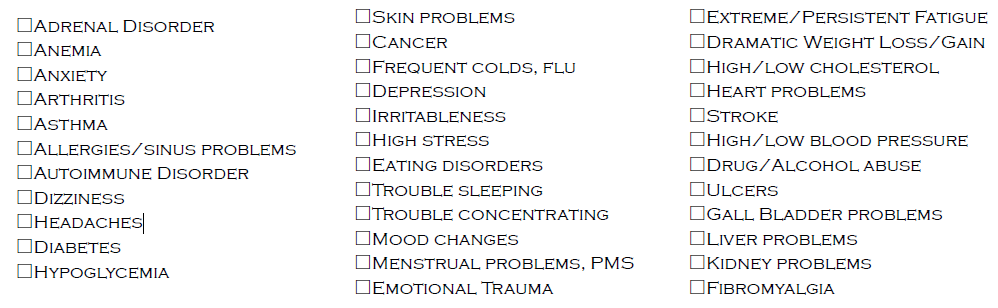 ☐Adrenal Disorder
☐Anemia
☐Anxiety
☐Arthritis
☐Asthma
☐Allergies/sinus problems
☐Autoimmune Disorder
☐Dizziness
☐Headaches
☐Diabetes
☐Hypoglycemia
☐Skin problems
☐Cancer
☐Frequent colds, flu
☐Depression
☐Irritableness
☐High stress
☐Eating disorders
☐Trouble sleeping
☐Trouble concentrating
☐Mood changes
☐Menstrual problems, PMS
☐Emotional Trauma
☐Extreme/Persistent Fatigue
☐Dramatic Weight Loss/Gain
☐High/low cholesterol
☐Heart problems
☐Stroke
☐High/low blood pressure
☐Drug/Alcohol abuse
☐Ulcers
☐Gall Bladder problems
☐Liver problems
☐Kidney problems
☐Fibromyalgia